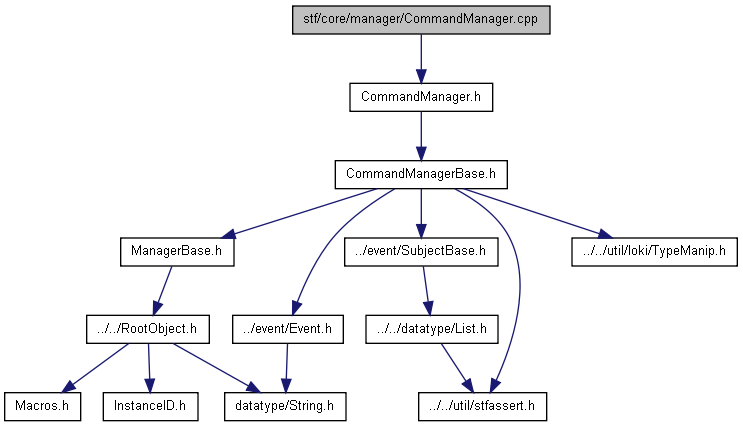 stf/core/manager/CommandManager.cpp
CommandManager.h
CommandManagerBase.h
ManagerBase.h
../event/SubjectBase.h
../../util/loki/TypeManip.h
../../RootObject.h
../event/Event.h
../../datatype/List.h
Macros.h
InstanceID.h
datatype/String.h
../../util/stfassert.h